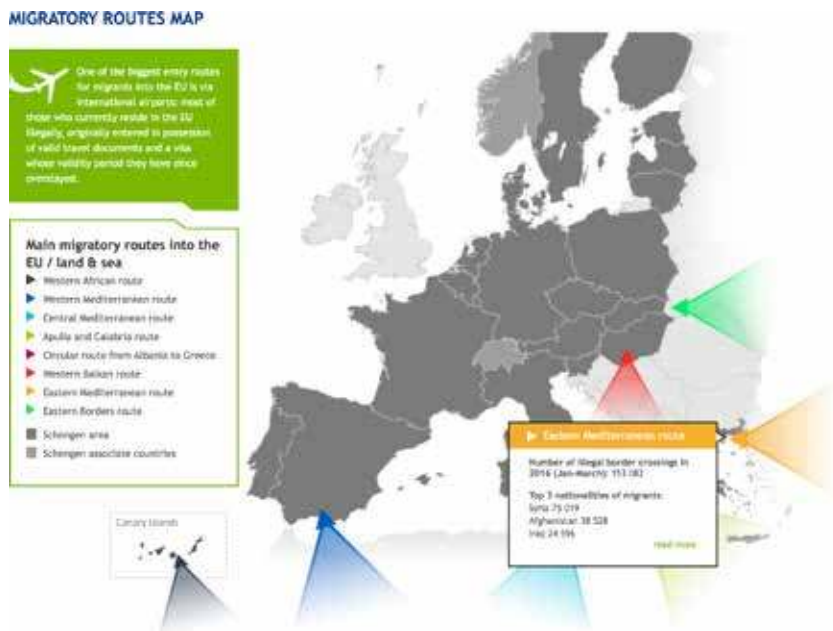 MIGRATORY ROUTES MAP
One of the biggest entry routes
for migrants into the EU is via
international airports: most of
those who currently reside in the EU
illegally, originally entered in possession
of valid travel documents and a visa
whose validity period they have since
overstayed.
Main migratory routes into the
EU / land & sea
Western African route
Western Mediterranean route
Central Mediterranean route
Apulia and Calabria route
Circular route from Albania to Greece
Western Balkan route
Eastern Mediterranean route
Eastern Borders route
Schengen area
Schengen associate countries
Canary Islands
Eastern Mediterranean route
Number of illegal border crossings in
2016 (Jan-March):
Top 3 nationalities of migrants:
Syria 75 019
Afghanistan 38 528
Iraq
read more